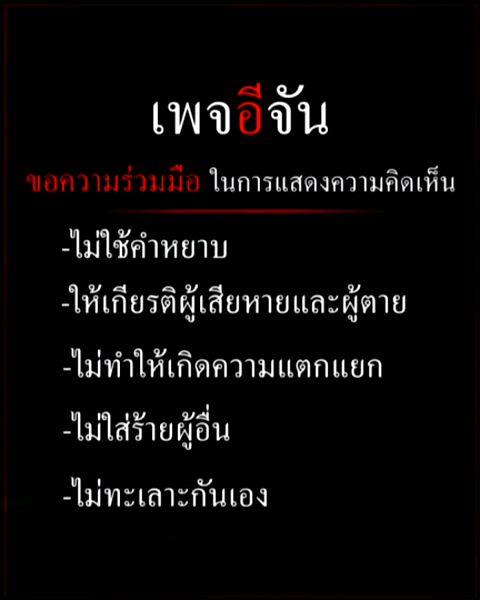 เพจอีจัน
ขอความร่วมมือ ในการแสดงความคิดเห็น
-ไม่ใช้คำหยาบ
-ให้เกียรติผู้เสียหายและผู้ตาย
-ไม่ทำให้เกิดความแตกแยก
-ไม่ใส่ร้ายผู้อื่น
-ไม่ทะเลาะกันเอง